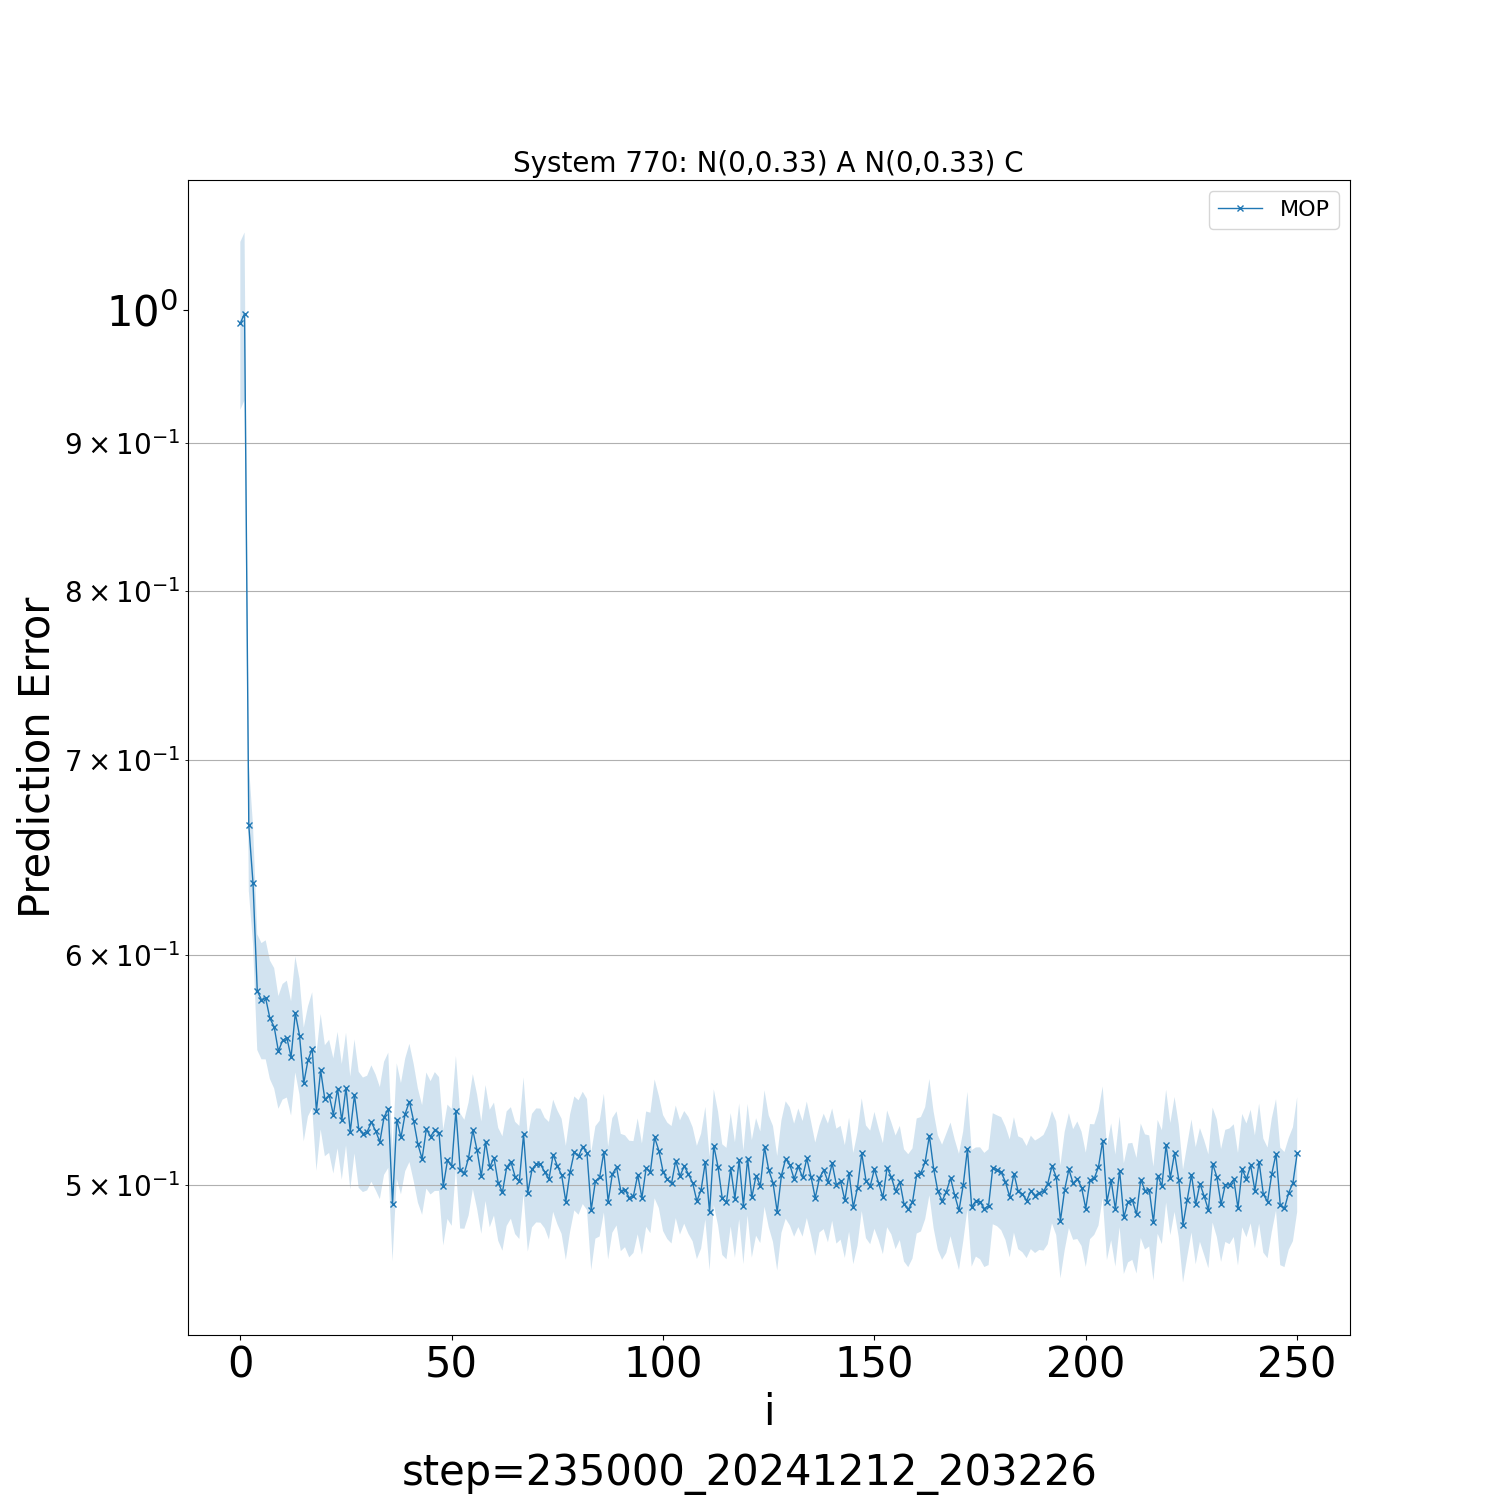 System 770: N(0,0.33) A N(0,0.33) C
MOP
10⁰
9 × 10⁻¹
8 × 10⁻¹
7 × 10⁻¹
6 × 10⁻¹
5 × 10⁻¹
Prediction Error
0 50 100 150 200 250
i
step=235000_20241212_203226